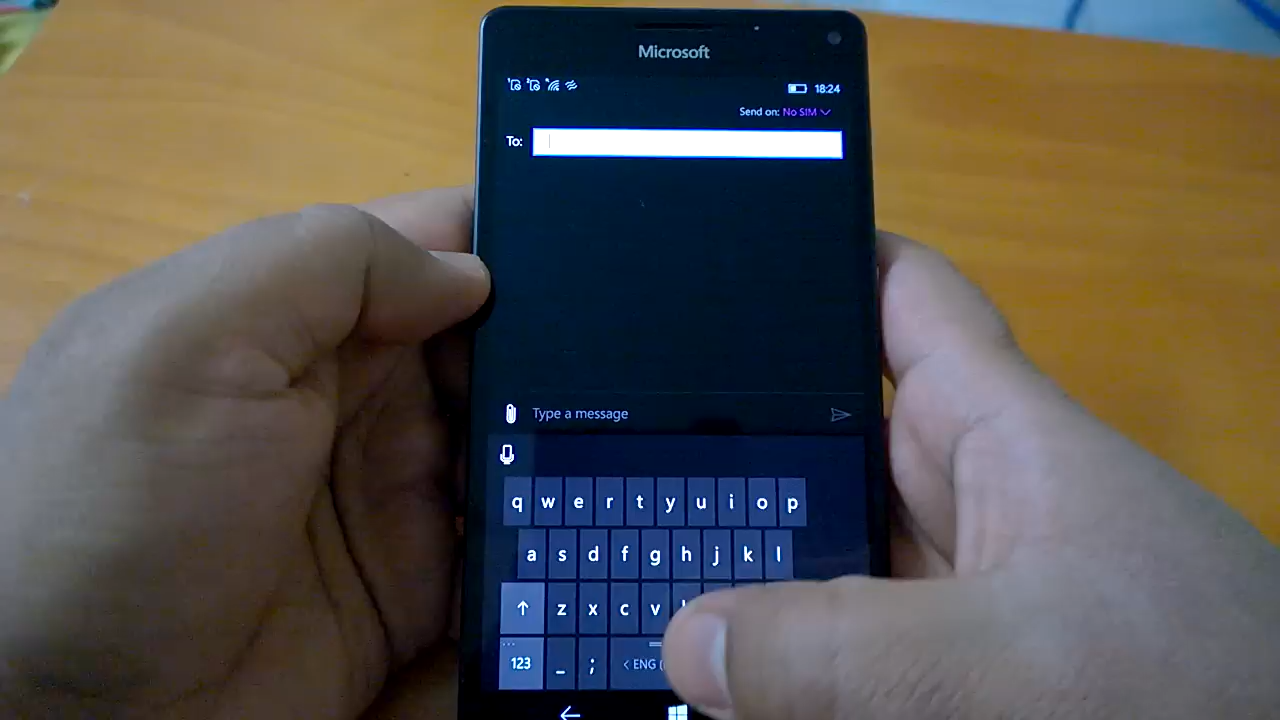 Microsoft
18:24
Send on: No SIM
To:
Type a message
q w e r t y u i o p
a s d f g h j k l
↑ z x c v
123 _ ; < ENG (